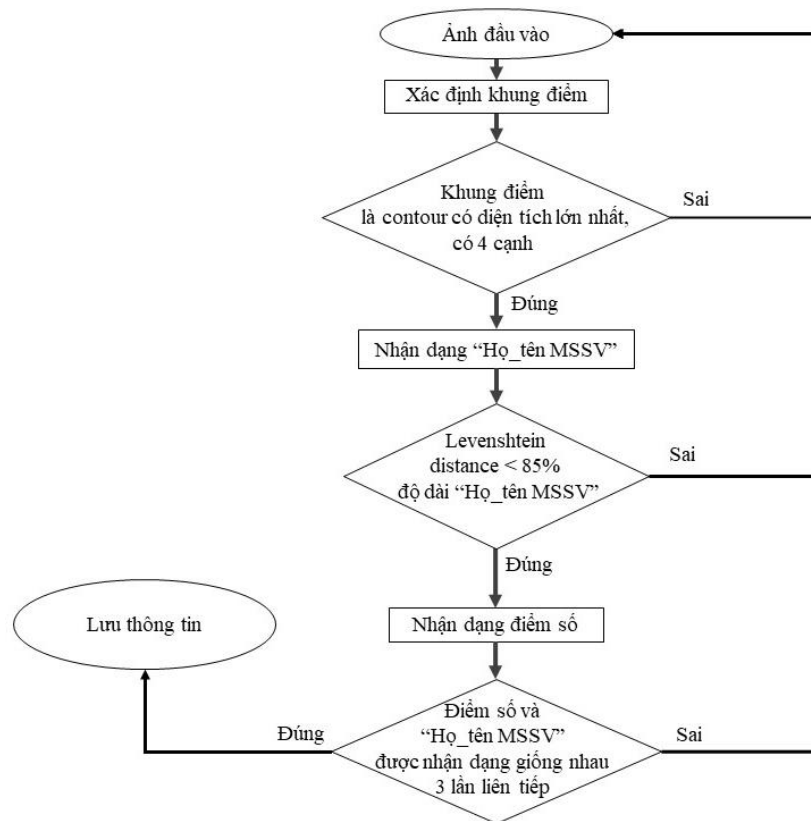 Ảnh đầu vào
Xác định khung điểm
Khung điểm
là contour có diện tích lớn nhất,
có 4 cạnh
Sai
Đúng
Nhận dạng “Họ_tên MSSV”
Levenshtein
distance < 85%
độ dài “Họ_tên MSSV”
Sai
Đúng
Lưu thông tin
Nhận dạng điểm số
Điểm số và
“Họ_tên MSSV”
được nhận dạng giống nhau
3 lần liên tiếp
Đúng
Sai